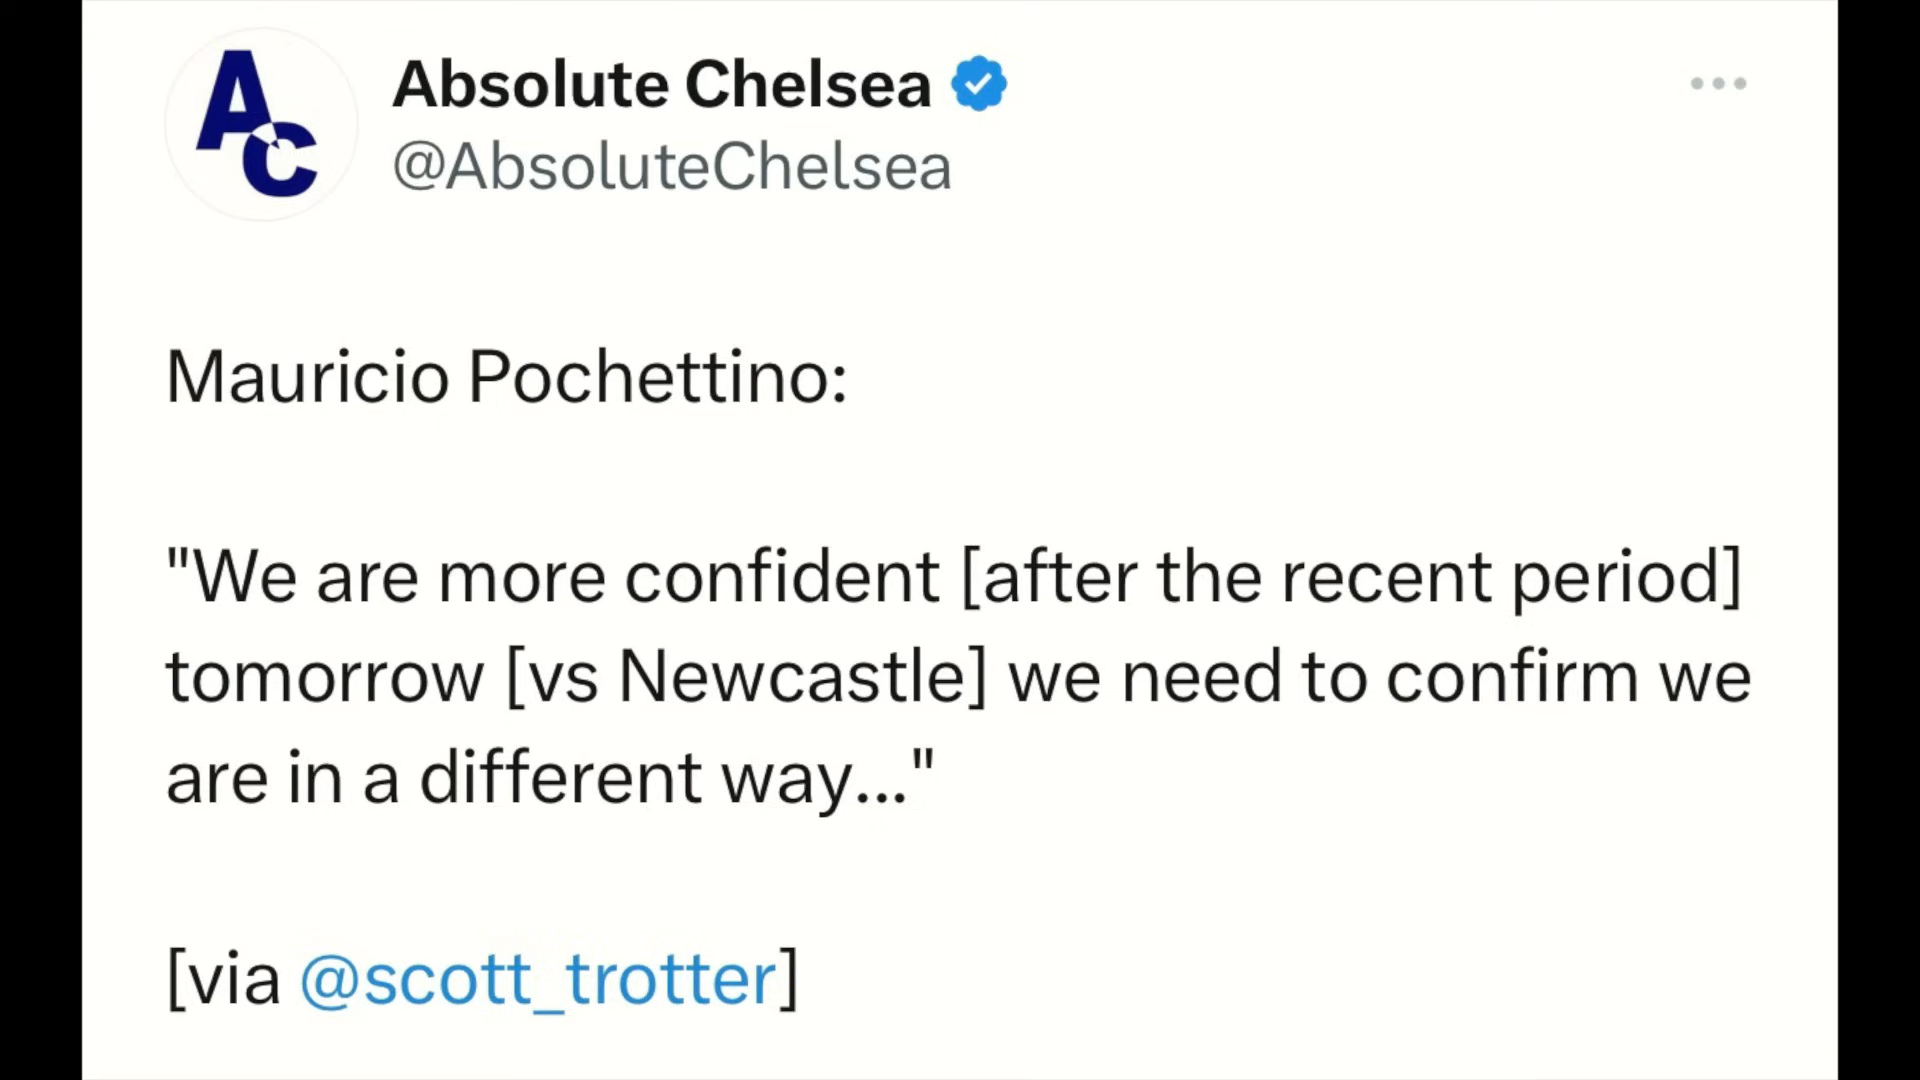 AC
Absolute Chelsea
@AbsoluteChelsea
Mauricio Pochettino:
"We are more confident [after the recent period]
tomorrow [vs Newcastle] we need to confirm we
are in a different way..."
[via @scott_trotter]